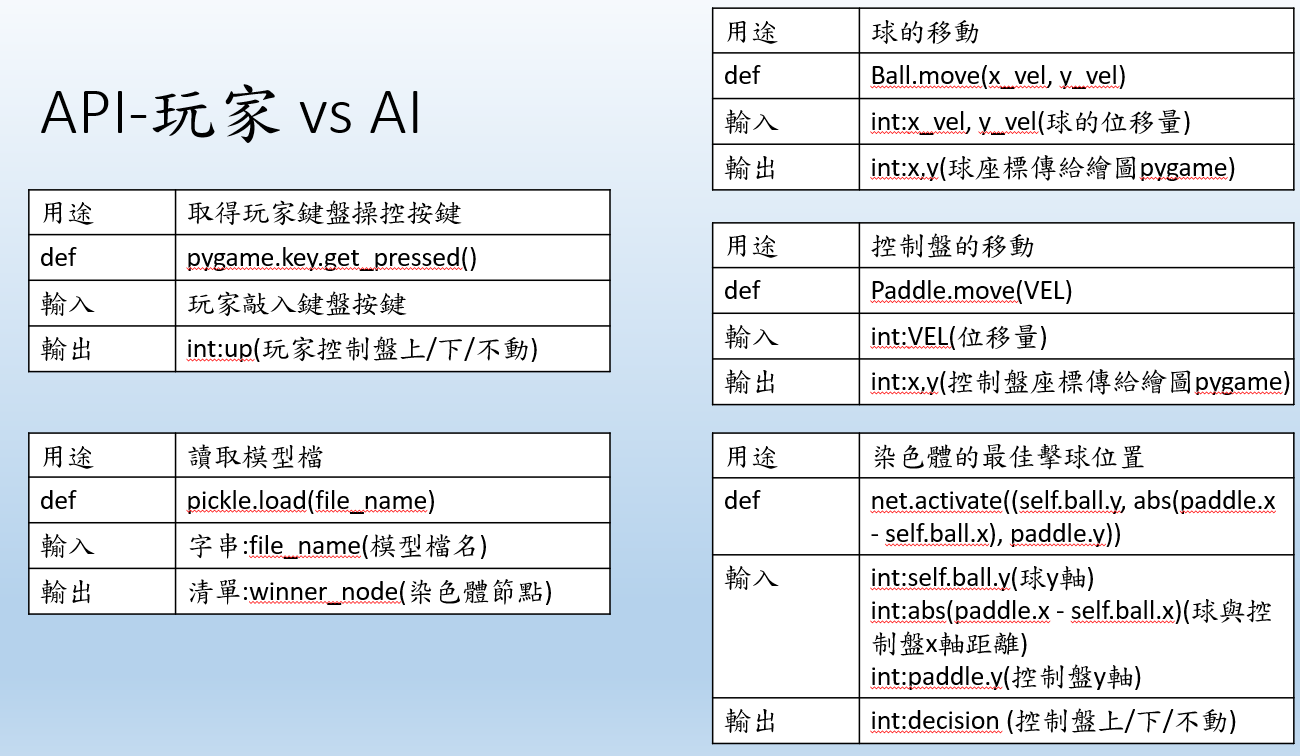 API-玩家 vs AI
用途 取得玩家鍵盤操控按鍵
def pygame.key.get_pressed()
輸入 玩家敲入鍵盤按鍵
輸出 int:up(玩家控制盤上/下/不動)
用途 讀取模型檔
def pickle.load(file_name)
輸入 字串:file_name(模型檔名)
輸出 清單:winner_node(染色體節點)
用途 球的移動
def Ball.move(x_vel, y_vel)
輸入 int:x_vel, y_vel(球的位移量)
輸出 int:x,y(球座標傳給繪圖pygame)
用途 控制盤的移動
def Paddle.move(VEL)
輸入 int:VEL(位移量)
輸出 int:x,y(控制盤座標傳給繪圖pygame)
用途 染色體的最佳擊球位置
def net.activate((self.ball.y, abs(paddle.x
- self.ball.x), paddle.y))
輸入 int:self.ball.y(球y軸)
int:abs(paddle.x - self.ball.x)(球與控
制盤x軸距離)
int:paddle.y(控制盤y軸)
輸出 int:decision (控制盤上/下/不動)